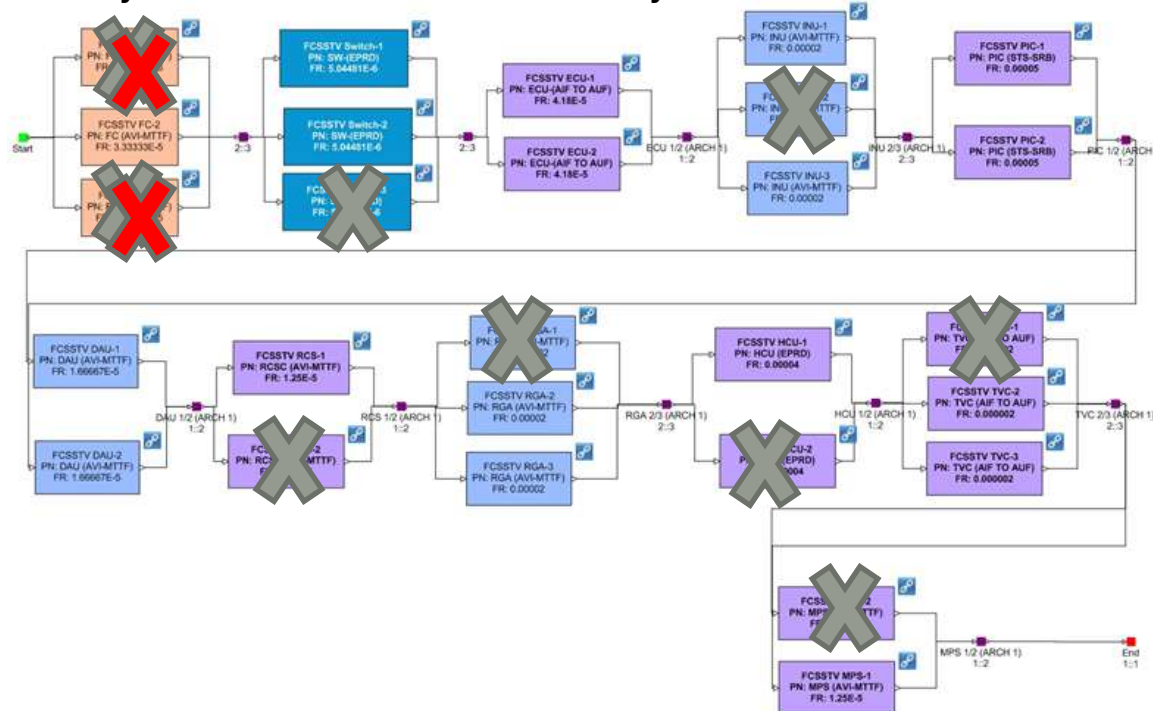 Start
FCSSTV FC-2
PN: FC (AVI-MTTF)
FR: 3.33333E-5
2::3
FCSSTV Switch-1
PN: SW-(EPRD)
FR: 5.04481E-6
FCSSTV Switch-2
PN: SW-(EPRD)
FR: 5.04481E-6
2::3
FCSSTV ECU-1
PN: ECU-(AIF TO AUF)
FR: 4.18E-5
FCSSTV ECU-2
PN: ECU-(AIF TO AUF)
FR: 4.18E-5
ECU 1/2 (ARCH 1)
1::2
FCSSTV INU-1
PN: INU (AVI-MTTF)
FR: 0.00002
FCSSTV INU-3
PN: INU (AVI-MTTF)
FR: 0.00002
INU 2/3 (ARCH 1)
2::3
FCSSTV PIC-1
PN: PIC (STS-SRB)
FR: 0.00005
FCSSTV PIC-2
PN: PIC (STS-SRB)
FR: 0.00005
PIC 1/2 (ARCH
1::2
FCSSTV DAU-1
PN: DAU (AVI-MTTF)
FR: 1.66667E-5
FCSSTV DAU-2
PN: DAU (AVI-MTTF)
FR: 1.66667E-5
DAU 1/2 (ARCH 1)
1::2
FCSSTV RCS-1
PN: RCSC (AVI-MTTF)
FR: 1.25E-5
RCS 1/2 (ARCH 1)
1::2
FCSSTV RGA-2
PN: RGA (AVI-MTTF)
FR: 0.00002
FCSSTV RGA-3
PN: RGA (AVI-MTTF)
FR: 0.00002
RGA 2/3 (ARCH 1)
2::3
FCSSTV HCU-1
PN: HCU (EPRD)
FR: 0.00004
HCU 1/2 (ARCH 1)
1::2
FCSSTV TVC-2
PN: TVC (AIF TO AUF)
FR: 0.000002
FCSSTV TVC-3
PN: TVC (AIF TO AUF)
FR: 0.000002
TVC 2/3 (ARCH 1)
2::3
FCSSTV MPS-1
PN: MPS (AVI-MTTF)
FR: 1.25E-5
MPS 1/2 (ARCH 1)
1::2
End
1::1